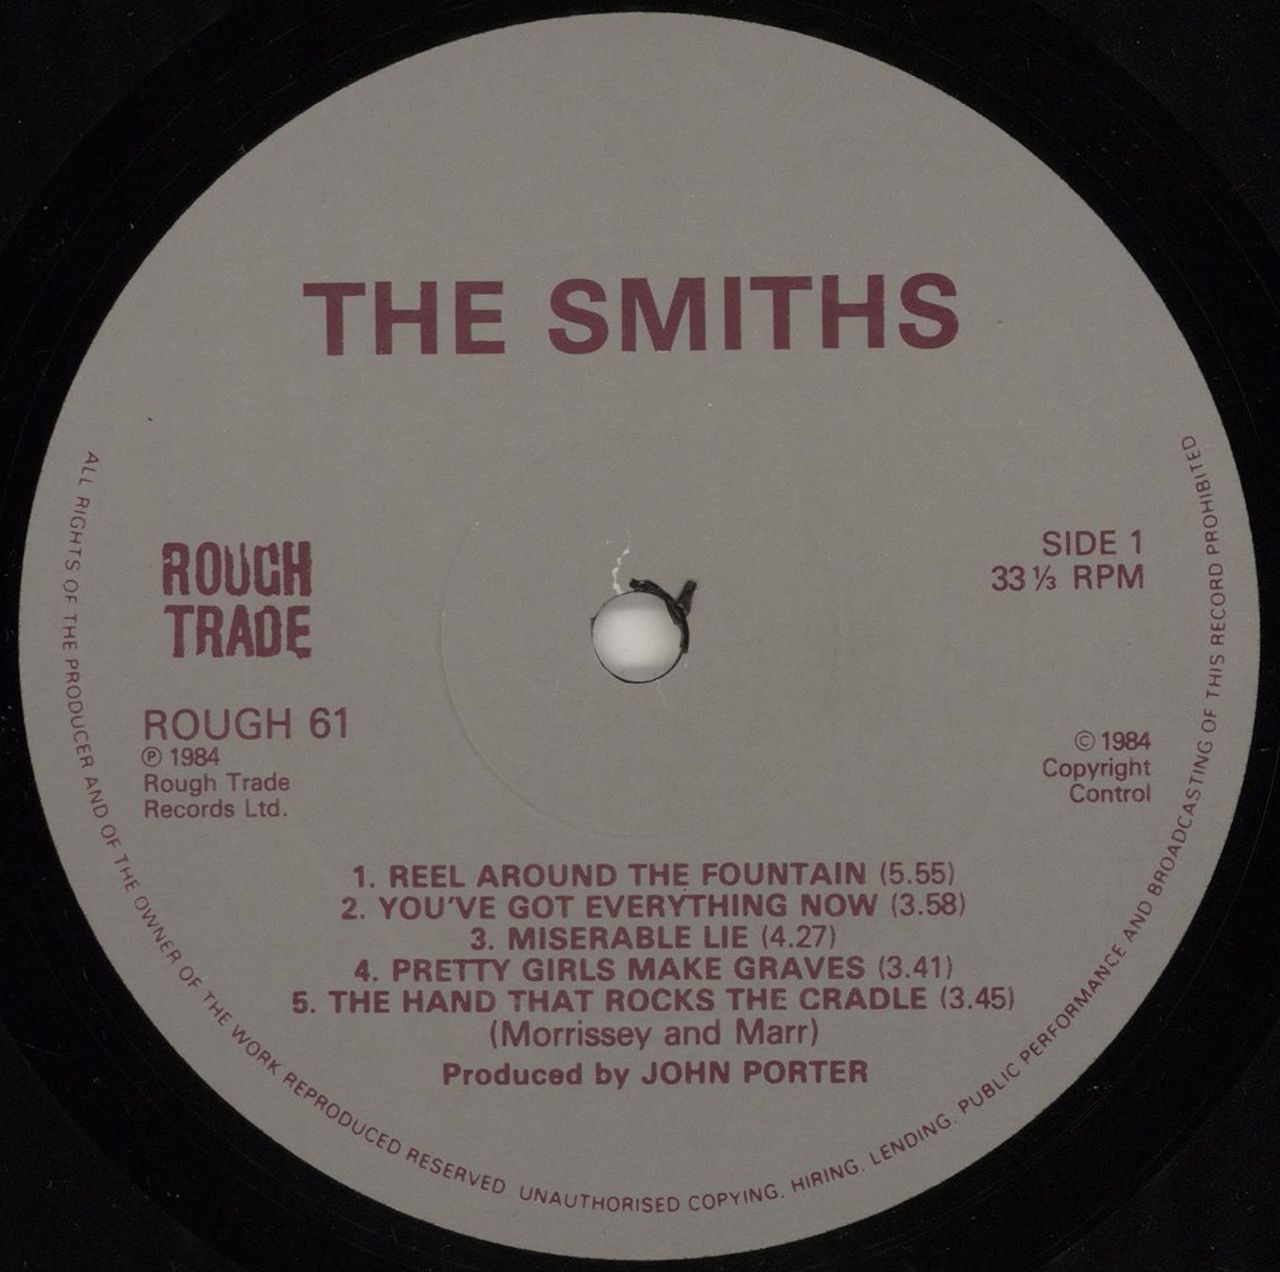 THE SMITHS
ROUGH
TRADE
ROUGH 61
℗ 1984
Rough Trade
Records Ltd.
SIDE 1
33 ⅓ RPM
© 1984
Copyright
Control
1. REEL AROUND THE FOUNTAIN (5.55)
2. YOU'VE GOT EVERYTHING NOW (3.58)
3. MISERABLE LIE (4.27)
4. PRETTY GIRLS MAKE GRAVES (3.41)
5. THE HAND THAT ROCKS THE CRADLE (3.45)
(Morrissey and Marr)
Produced by JOHN PORTER
ALL RIGHTS OF THE PRODUCER AND OF THE OWNER OF THE WORK REPRODUCED RESERVED UNAUTHORISED COPYING. HIRING. LENDING. PUBLIC PERFORMANCE AND BROADCASTING OF THIS RECORD PROHIBITED